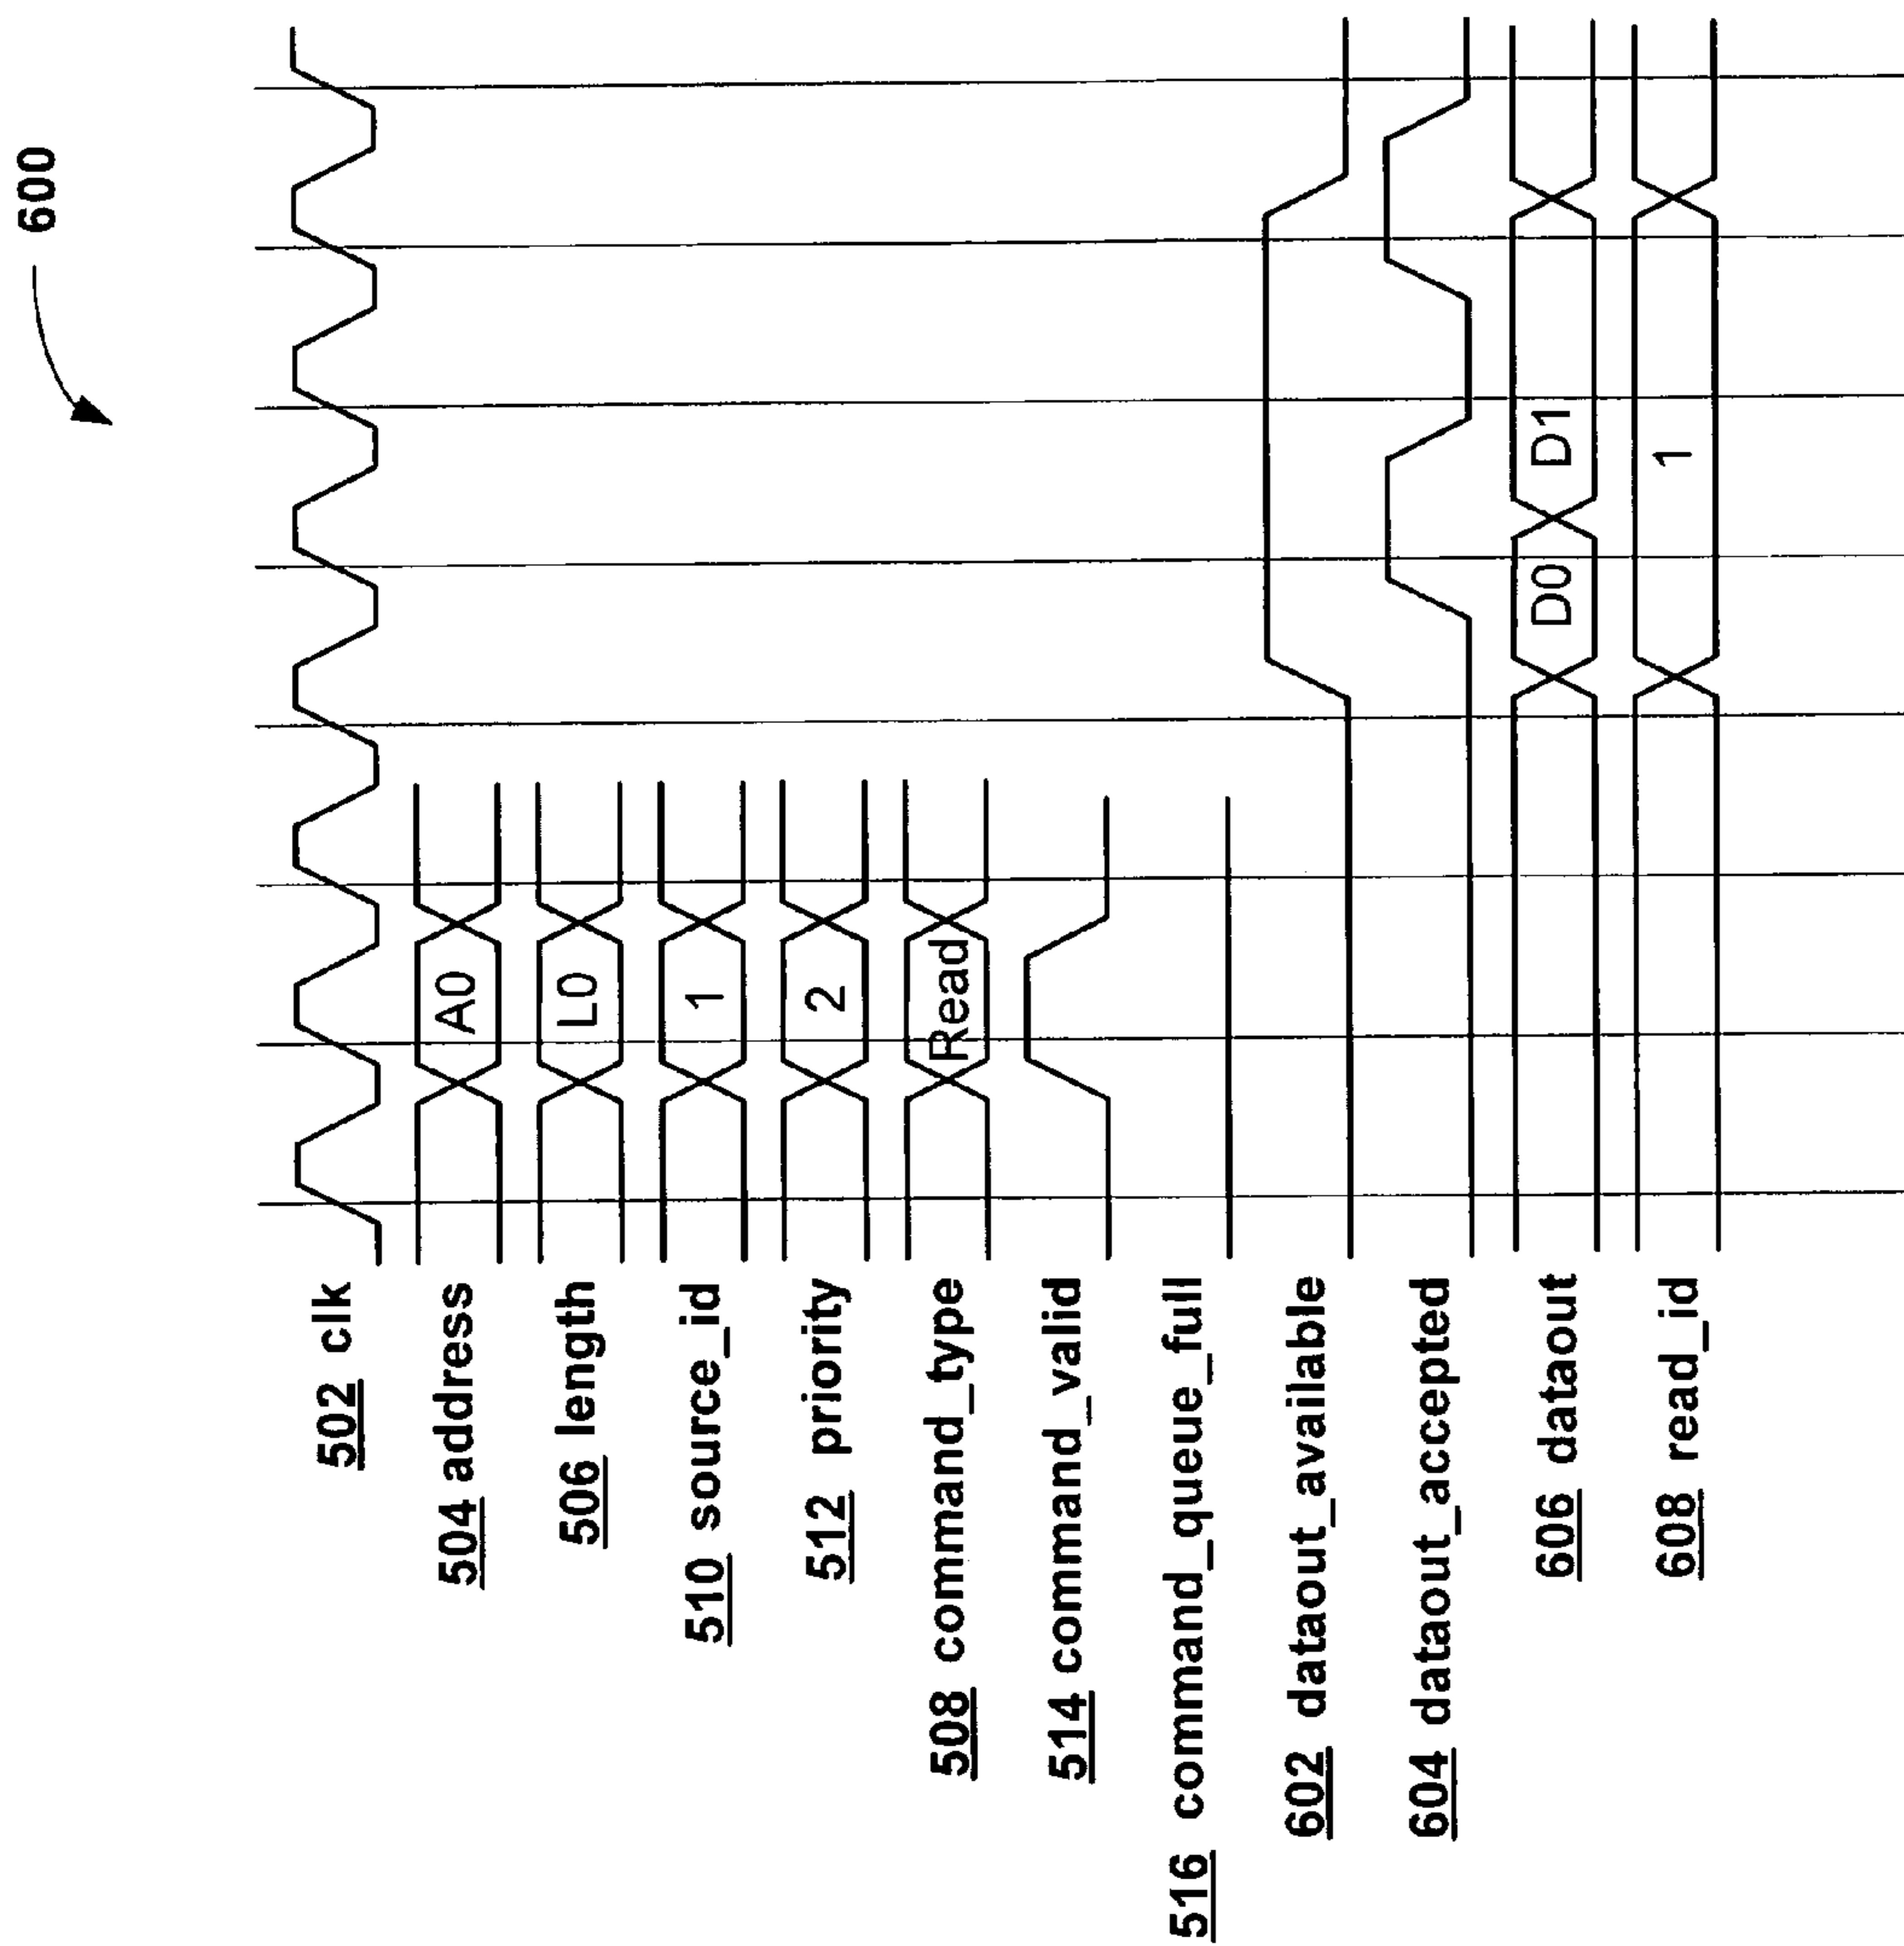 600
502 clk
504 address A0
506 length L0
510 source_id 1
512 priority 2
508 command_type Read
514 command_valid
516 command_queue_full
602 dataout_available
604 dataout_accepted
606 dataout D0 D1
608 read_id 1